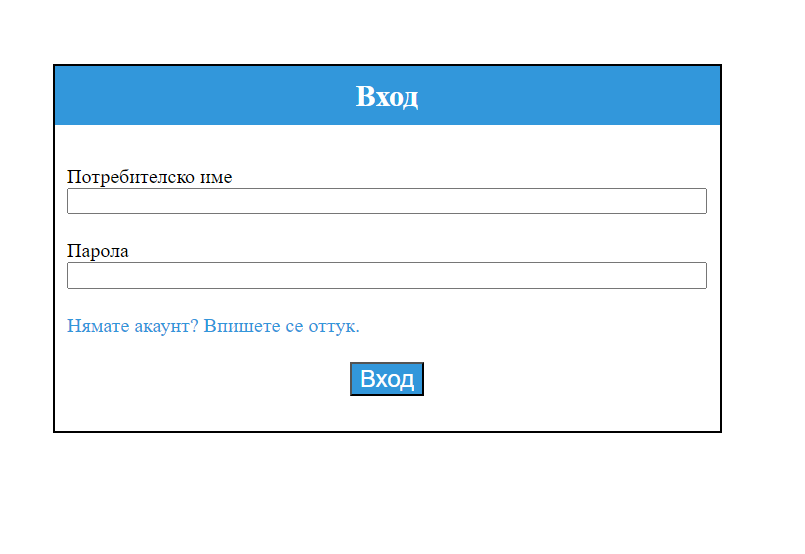 Вход
Потребителско име
Парола
Нямате акаунт? Впишете се оттук.
Вход